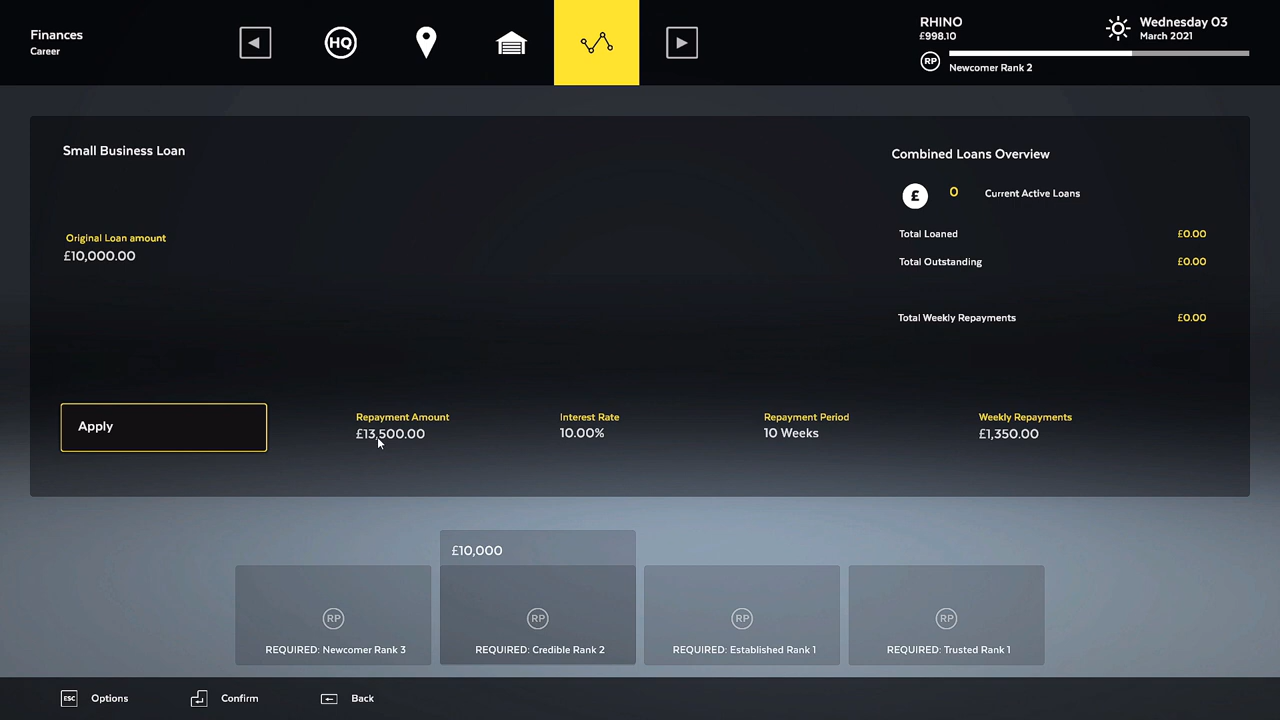 Finances
Career
HQ
RHINO
£998.10
Wednesday 03
March 2021
RP
Newcomer Rank 2
Small Business Loan
Original Loan amount
£10,000.00
Combined Loans Overview
£ 0 Current Active Loans
Total Loaned £0.00
Total Outstanding £0.00
Total Weekly Repayments £0.00
Apply
Repayment Amount
£13,500.00
Interest Rate
10.00%
Repayment Period
10 Weeks
Weekly Repayments
£1,350.00
£10,000
RP
REQUIRED: Newcomer Rank 3
RP
REQUIRED: Credible Rank 2
RP
REQUIRED: Established Rank 1
RP
REQUIRED: Trusted Rank 1
ESC Options Confirm Back